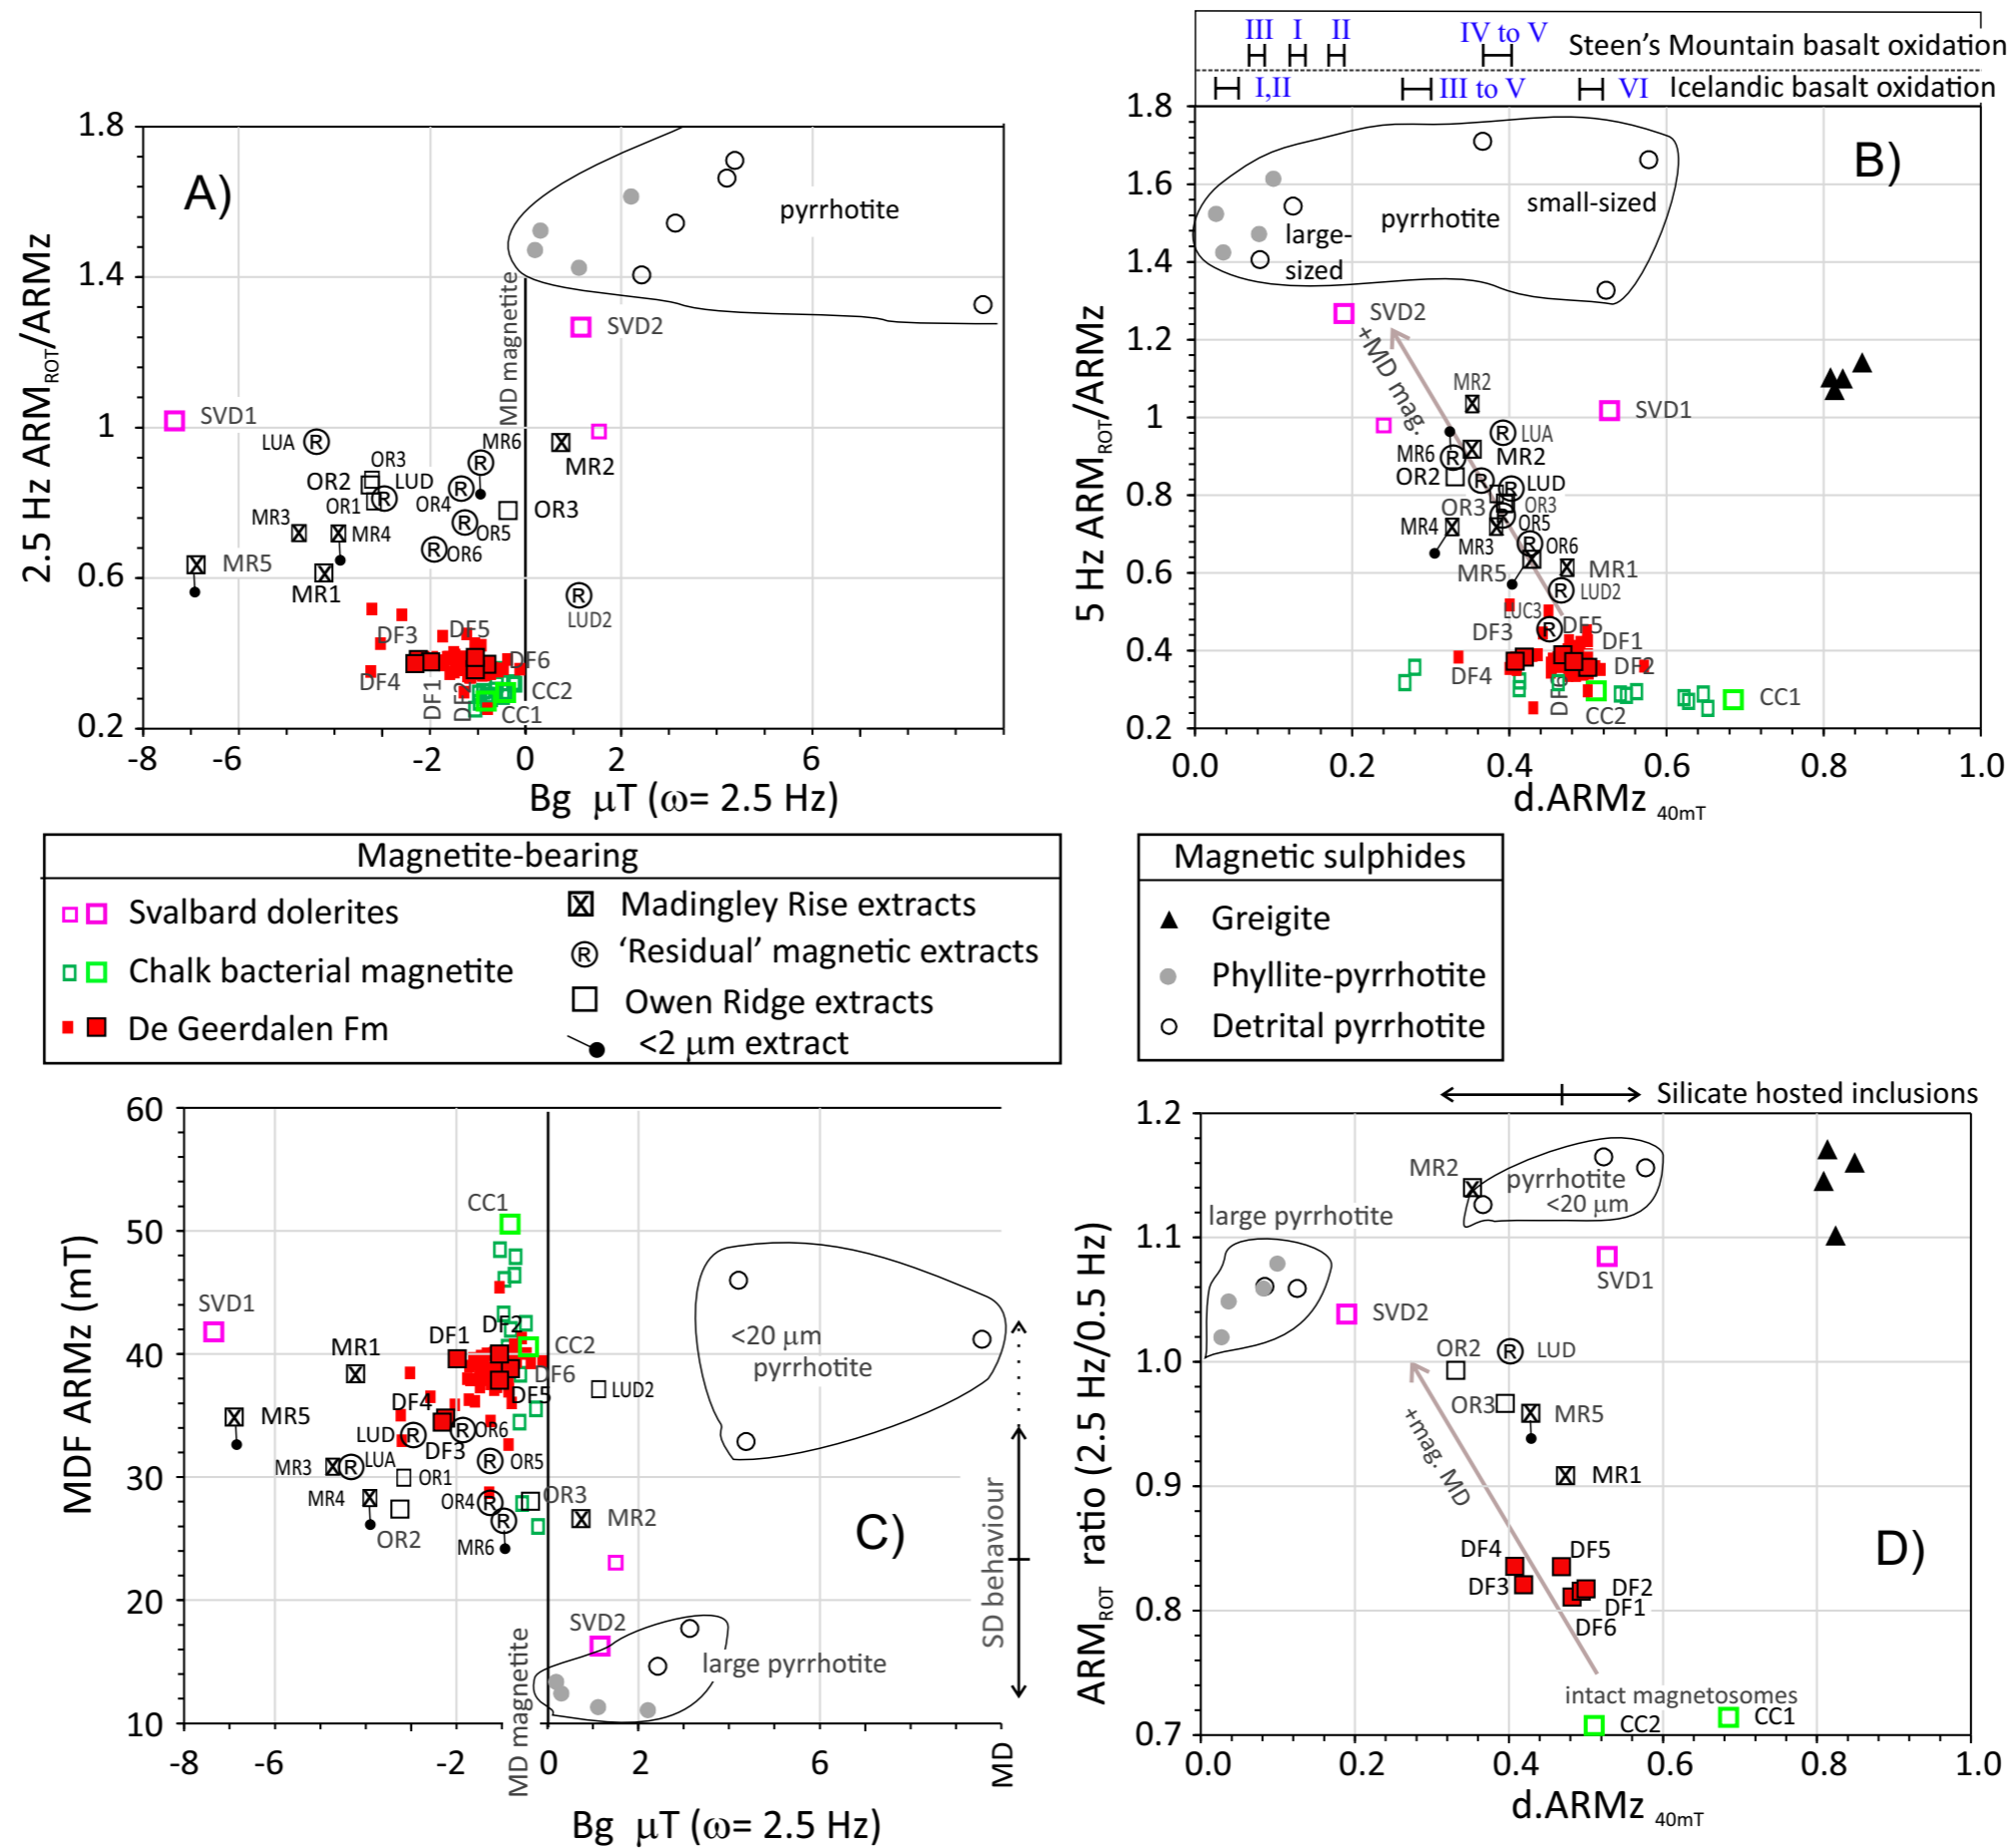 A)
2.5 Hz ARM_ROT/ARMz
1.8
1.4
1
0.6
0.2
-8
-6
-2
0
2
6
Bg μT (ω= 2.5 Hz)
pyrrhotite
MD magnetite
SVD2
SVD1
LUA
MR6
MR2
OR3
OR2
LUD
OR1
OR4
OR3
MR3
MR4
OR5
OR6
MR5
MR1
LUD2
DF3
DF5
DF6
DF4
DF1
DF2
CC2
CC1
III
I
II
IV to V
Steen's Mountain basalt oxidation
I,II
III to V
VI
Icelandic basalt oxidation
B)
5 Hz ARM_ROT/ARMz
1.8
1.6
1.4
1.2
1
0.8
0.6
0.4
0.2
0.0
0.2
0.4
0.6
0.8
1.0
d.ARMz 40mT
small-sized
pyrrhotite
large-
sized
SVD2
+MD mag.
MR2
SVD1
LUA
MR6
MR2
OR2
LUD
OR3
OR3
MR4
OR5
MR3
OR6
MR5
MR1
LUD2
LUC3
DF3
DF5
DF1
DF4
DF2
DF6
CC2
CC1
Magnetite-bearing
Svalbard dolerites
Chalk bacterial magnetite
De Geerdalen Fm
Madingley Rise extracts
R
'Residual' magnetic extracts
Owen Ridge extracts
<2 μm extract
Magnetic sulphides
Greigite
Phyllite-pyrrhotite
Detrital pyrrhotite
C)
MDF ARMz (mT)
60
50
40
30
20
10
-8
-6
-2
0
2
6
MD
Bg μT (ω= 2.5 Hz)
CC1
SVD1
MR1
DF1
DF2
CC2
DF6
<20 μm
pyrrhotite
LUD2
MR5
DF4
DF5
LUD
OR6
DF3
LUA
OR5
MR3
OR1
MR4
OR4
OR3
OR2
MR6
MR2
SVD2
large pyrrhotite
MD magnetite
SD behaviour
Silicate hosted inclusions
D)
ARM_ROT ratio (2.5 Hz/0.5 Hz)
1.2
1.1
1.0
0.9
0.8
0.7
0.0
0.2
0.4
0.6
0.8
1.0
d.ARMz 40mT
MR2
pyrrhotite
<20 μm
large pyrrhotite
SVD1
SVD2
OR2
LUD
OR3
MR5
+mag. MD
MR1
DF4
DF5
DF3
DF2
DF1
DF6
intact magnetosomes
CC2
CC1